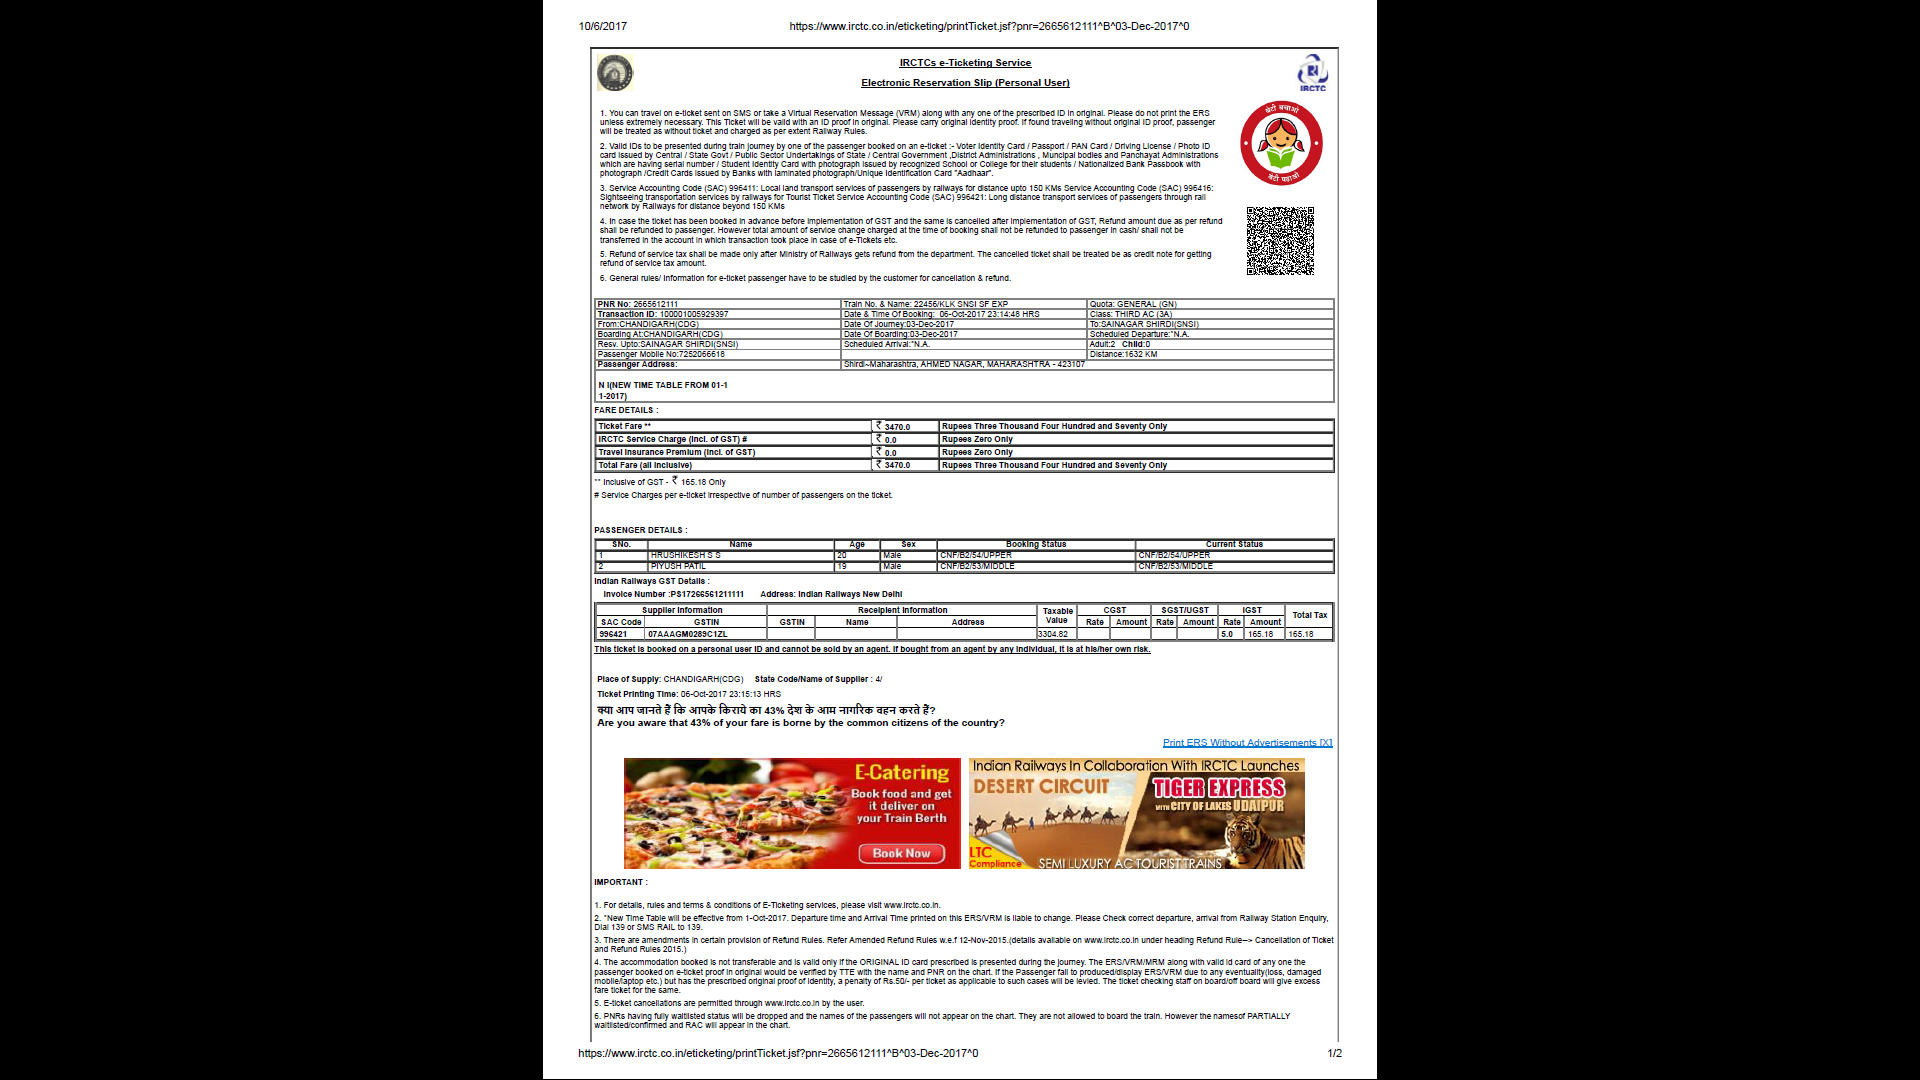 10/6/2017 https://www.irctc.co.in/eticketing/printTicket.jsf?pnr=2665612111^B^03-Dec-2017^0
IRCTCs e-Ticketing Service
Electronic Reservation Slip (Personal User)
IRCTC
बेटी बचाओ
बेटी पढ़ाओ
1. You can travel on e-ticket sent on SMS or take a Virtual Reservation Message (VRM) along with any one of the prescribed ID in original. Please do not print the ERS
unless extremely necessary. This Ticket will be valid with an ID proof in original. Please carry original identity proof. If found traveling without original ID proof, passenger
will be treated as without ticket and charged as per extent Railway Rules.
2. Valid IDs to be presented during train journey by one of the passenger booked on an e-ticket :- Voter Identity Card / Passport / PAN Card / Driving License / Photo ID
card issued by Central / State Govt / Public Sector Undertakings of State / Central Government ,District Administrations , Muncipal bodies and Panchayat Administrations
which are having serial number / Student Identity Card with photograph issued by recognized School or College for their students / Nationalized Bank Passbook with
photograph /Credit Cards issued by Banks with laminated photograph/Unique Identification Card "Aadhaar".
3. Service Accounting Code (SAC) 996411: Local land transport services of passengers by railways for distance upto 150 KMs Service Accounting Code (SAC) 996416:
Sightseeing transportation services by railways for Tourist Ticket Service Accounting Code (SAC) 996421: Long distance transport services of passengers through rail
network by Railways for distance beyond 150 KMs
4. In case the ticket has been booked in advance before implementation of GST and the same is cancelled after implementation of GST, Refund amount due as per refund
shall be refunded to passenger. However total amount of service change charged at the time of booking shall not be refunded to passenger in cash/ shall not be
transferred in the account in which transaction took place in case of e-Tickets etc.
5. Refund of service tax shall be made only after Ministry of Railways gets refund from the department. The cancelled ticket shall be treated be as credit note for getting
refund of service tax amount.
6. General rules/ Information for e-ticket passenger have to be studied by the customer for cancellation & refund.
PNR No: 2665612111 Train No. & Name: 22456/KLK SNSI SF EXP Quota: GENERAL (GN)
Transaction ID: 100001005929397 Date & Time Of Booking: 06-Oct-2017 23:14:48 HRS Class: THIRD AC (3A)
From:CHANDIGARH(CDG) Date Of Journey:03-Dec-2017 To:SAINAGAR SHIRDI(SNSI)
Boarding At:CHANDIGARH(CDG) Date Of Boarding:03-Dec-2017 Scheduled Departure:*N.A.
Resv. Upto:SAINAGAR SHIRDI(SNSI) Scheduled Arrival:*N.A. Adult:2 Child:0
Passenger Mobile No:7252066618 Distance:1632 KM
Passenger Address: Shirdi~Maharashtra, AHMED NAGAR, MAHARASHTRA - 423107
N I(NEW TIME TABLE FROM 01-1
1-2017)
FARE DETAILS :
Ticket Fare ** ₹ 3470.0 Rupees Three Thousand Four Hundred and Seventy Only
IRCTC Service Charge (Incl. of GST) # ₹ 0.0 Rupees Zero Only
Travel Insurance Premium (Incl. of GST) ₹ 0.0 Rupees Zero Only
Total Fare (all inclusive) ₹ 3470.0 Rupees Three Thousand Four Hundred and Seventy Only
** Inclusive of GST - ₹ 165.18 Only
# Service Charges per e-ticket irrespective of number of passengers on the ticket.
PASSENGER DETAILS :
SNo. Name Age Sex Booking Status Current Status
1 HRUSHIKESH S S 20 Male CNF/B2/54/UPPER CNF/B2/54/UPPER
2 PIYUSH PATIL 19 Male CNF/B2/53/MIDDLE CNF/B2/53/MIDDLE
Indian Railways GST Details :
Invoice Number :PS17266561211111 Address: Indian Railways New Delhi
Supplier Information Receipient Information Taxable Value CGST SGST/UGST IGST Total Tax
SAC Code GSTIN GSTIN Name Address Rate Amount Rate Amount Rate Amount
996421 07AAAGM0289C1ZL 3304.82 5.0 165.18 165.18
This ticket is booked on a personal user ID and cannot be sold by an agent. If bought from an agent by any individual, it is at his/her own risk.
Place of Supply: CHANDIGARH(CDG) State Code/Name of Supplier : 4/
Ticket Printing Time: 06-Oct-2017 23:15:13 HRS
क्या आप जानते हैं कि आपके किराये का 43% देश के आम नागरिक वहन करते हैं?
Are you aware that 43% of your fare is borne by the common citizens of the country?
Print ERS Without Advertisements [X]
E-Catering
Book food and get
it deliver on
your Train Berth
Book Now
Indian Railways In Collaboration With IRCTC Launches
DESERT CIRCUIT
TIGER EXPRESS
WITH CITY OF LAKES UDAIPUR
LTC
Compliance
SEMI LUXURY AC TOURIST TRAINS
IMPORTANT :
1. For details, rules and terms & conditions of E-Ticketing services, please visit www.irctc.co.in.
2. *New Time Table will be effective from 1-Oct-2017. Departure time and Arrival Time printed on this ERS/VRM is liable to change. Please Check correct departure, arrival from Railway Station Enquiry,
Dial 139 or SMS RAIL to 139.
3. There are amendments in certain provision of Refund Rules. Refer Amended Refund Rules w.e.f 12-Nov-2015.(details available on www.irctc.co.in under heading Refund Rule--> Cancellation of Ticket
and Refund Rules 2015.)
4. The accommodation booked is not transferable and is valid only if the ORIGINAL ID card prescribed is presented during the journey. The ERS/VRM/MRM along with valid id card of any one the
passenger booked on e-ticket proof in original would be verified by TTE with the name and PNR on the chart. If the Passenger fail to produced/display ERS/VRM due to any eventuality(loss, damaged
mobile/laptop etc.) but has the prescribed original proof of identity, a penalty of Rs.50/- per ticket as applicable to such cases will be levied. The ticket checking staff on board/off board will give excess
fare ticket for the same.
5. E-ticket cancellations are permitted through www.irctc.co.in by the user.
6. PNRs having fully waitlisted status will be dropped and the names of the passengers will not appear on the chart. They are not allowed to board the train. However the namesof PARTIALLY
waitlisted/confirmed and RAC will appear in the chart.
https://www.irctc.co.in/eticketing/printTicket.jsf?pnr=2665612111^B^03-Dec-2017^0 1/2